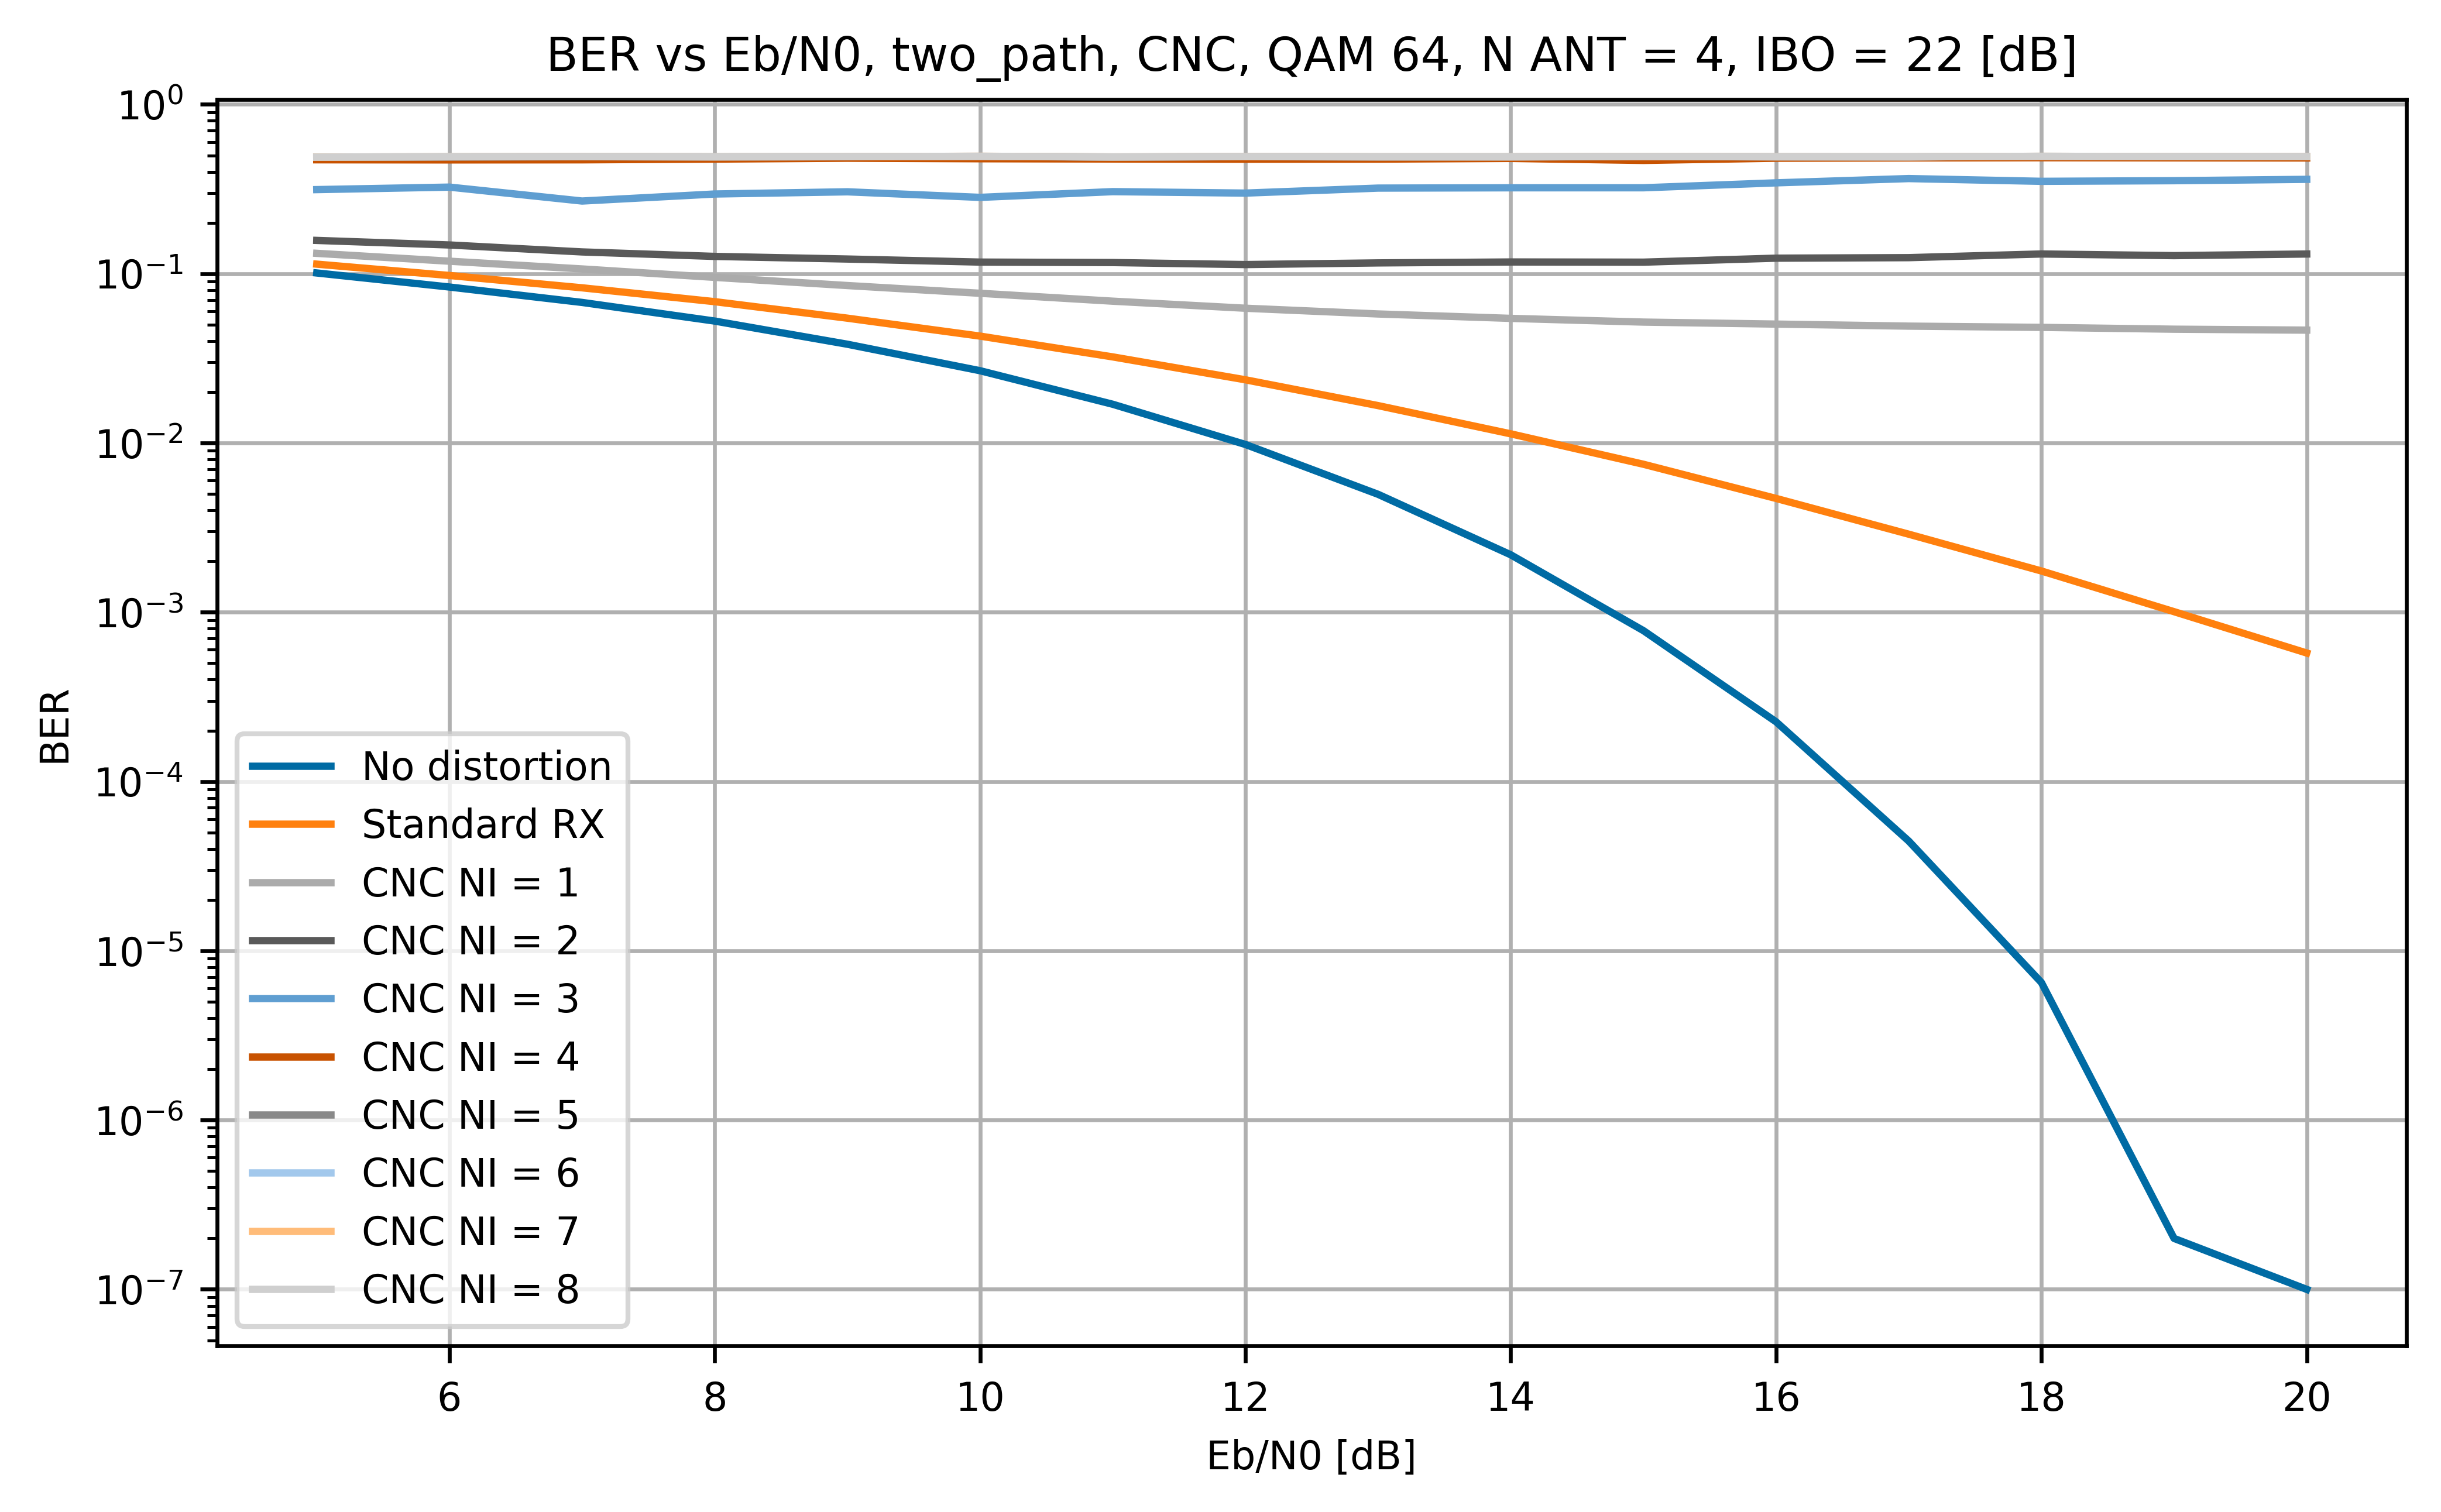 BER vs Eb/N0, two_path, CNC, QAM 64, N ANT = 4, IBO = 22 [dB]
10⁰
10⁻¹
10⁻²
10⁻³
10⁻⁴
10⁻⁵
10⁻⁶
10⁻⁷
BER
No distortion
Standard RX
CNC NI = 1
CNC NI = 2
CNC NI = 3
CNC NI = 4
CNC NI = 5
CNC NI = 6
CNC NI = 7
CNC NI = 8
6 8 10 12 14 16 18 20
Eb/N0 [dB]